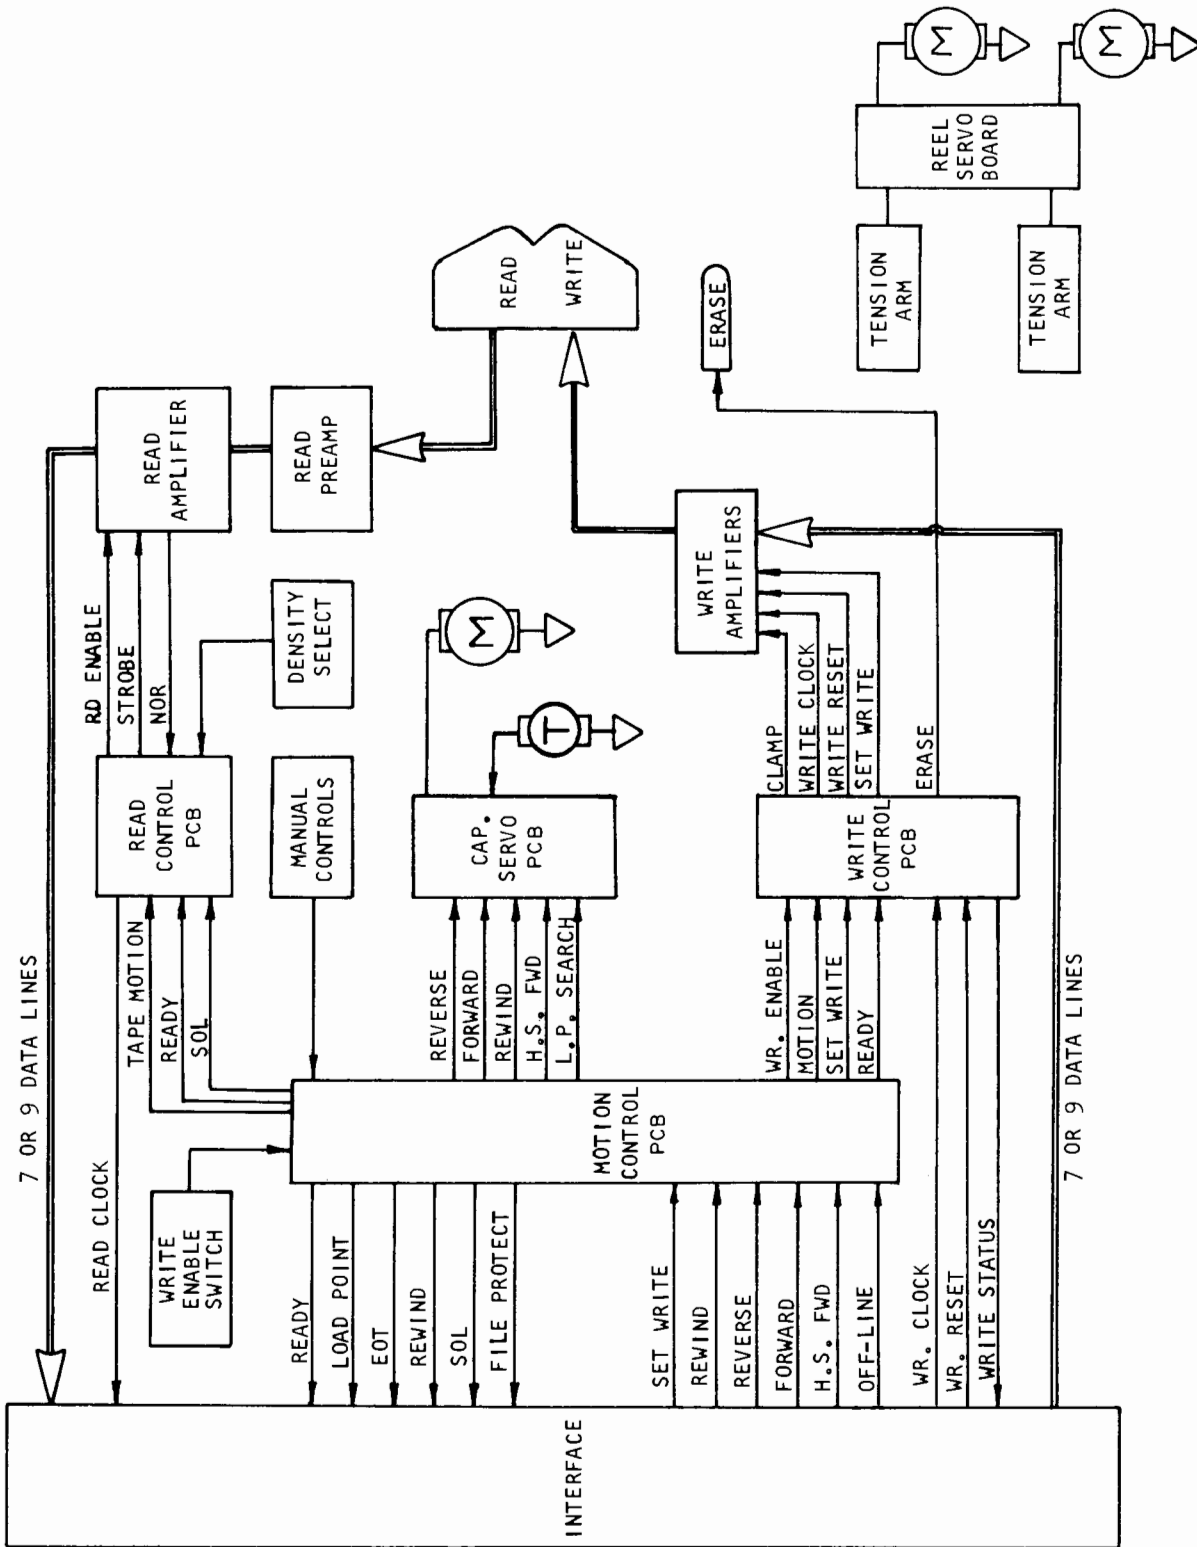 7 OR 9 DATA LINES
READ CLOCK
WRITE
ENABLE
SWITCH
TAPE MOTION
READY
SOL
READ
CONTROL
PCB
RD ENABLE
STROBE
NOR
READ
AMPLIFIER
READ
PREAMP
DENSITY
SELECT
MANUAL
CONTROLS
READ
WRITE
READY
LOAD POINT
EOT
REWIND
SOL
FILE PROTECT
MOTION
CONTROL
PCB
REVERSE
FORWARD
REWIND
H.S. FWD
L.P. SEARCH
CAP.
SERVO
PCB
M
T
INTERFACE
SET WRITE
REWIND
REVERSE
FORWARD
H.S. FWD
OFF-LINE
WR. ENABLE
MOTION
SET WRITE
READY
WRITE
CONTROL
PCB
CLAMP
WRITE CLOCK
WRITE RESET
SET WRITE
ERASE
WRITE
AMPLIFIERS
ERASE
WR. CLOCK
WR. RESET
WRITE STATUS
7 OR 9 DATA LINES
TENSION
ARM
TENSION
ARM
REEL
SERVO
BOARD
M
M